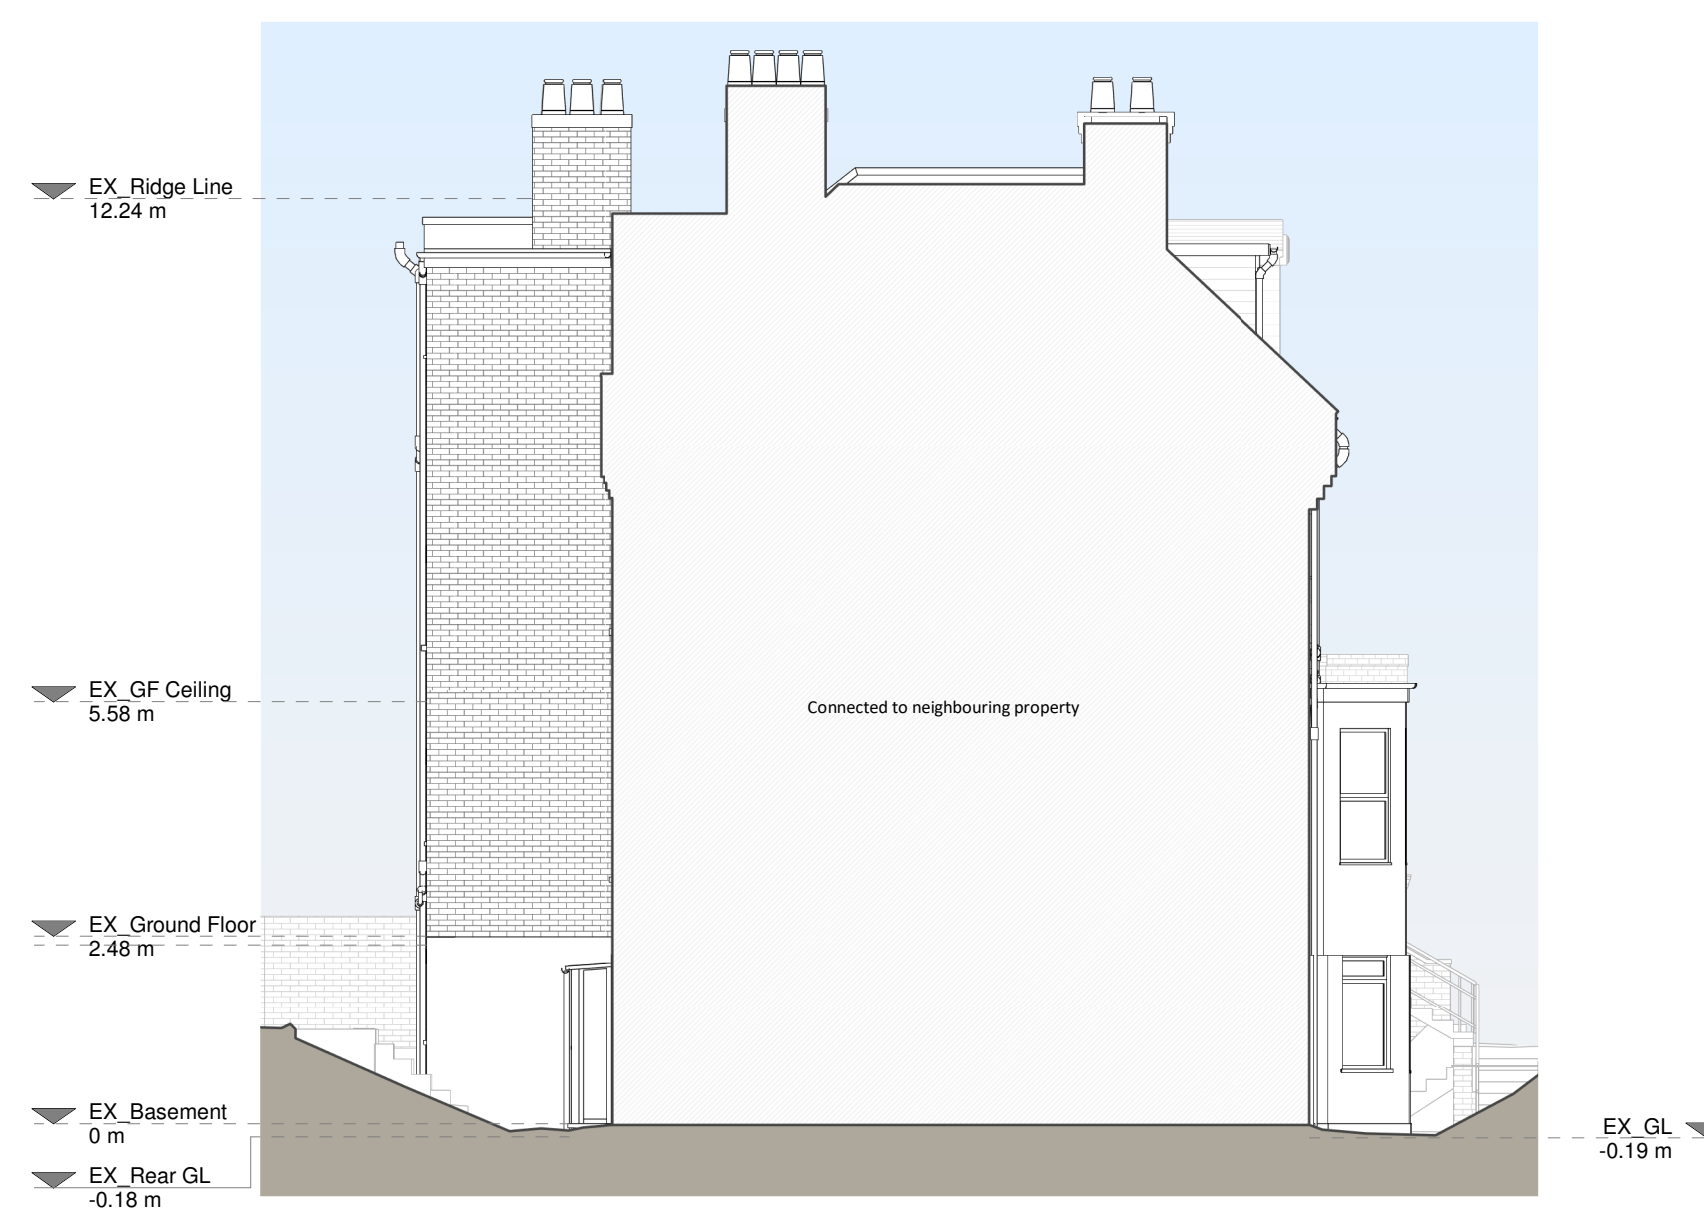 EX_Ridge Line
12.24 m
EX_GF Ceiling
5.58 m
Connected to neighbouring property
EX_Ground Floor
2.48 m
EX_Basement
0 m
EX_GL
-0.19 m
EX_Rear GL
-0.18 m